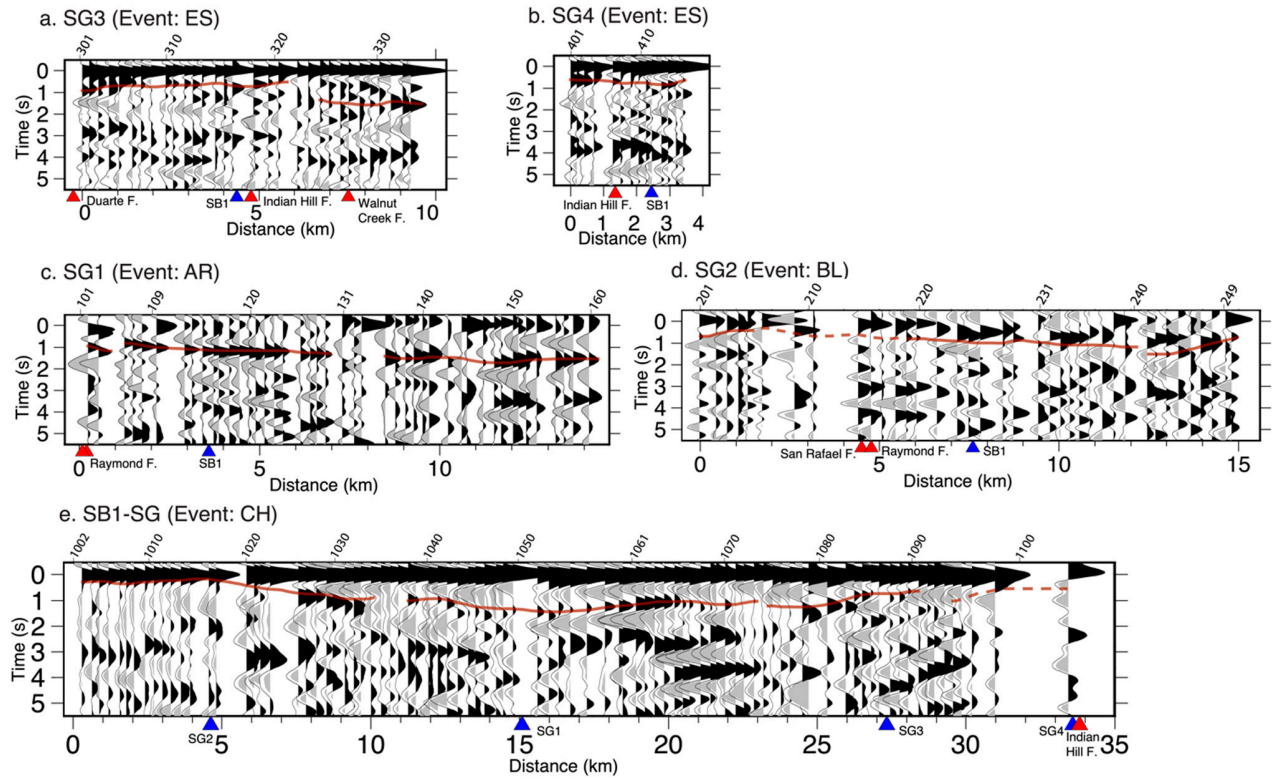 a. SG3 (Event: ES)
301 310 320 330
0
1
2
3
4
5
Time (s)
Duarte F. SB1 Indian Hill F. Walnut
Creek F.
0 5 10
Distance (km)
b. SG4 (Event: ES)
401 410
0
1
2
3
4
5
Time (s)
Indian Hill F. SB1
0 1 2 3 4
Distance (km)
c. SG1 (Event: AR)
101 109 120 131 140 150 160
0
1
2
3
4
5
Time (s)
Raymond F. SB1
0 5 10
Distance (km)
d. SG2 (Event: BL)
201 210 220 231 240 249
0
1
2
3
4
5
Time (s)
San Rafael F. Raymond F. SB1
0 5 10 15
Distance (km)
e. SB1-SG (Event: CH)
1002 1010 1020 1030 1040 1050 1061 1070 1080 1090 1100
0
1
2
3
4
5
Time (s)
SG2 SG1 SG3 SG4 Indian
Hill F.
0 5 10 15 20 25 30 35
Distance (km)